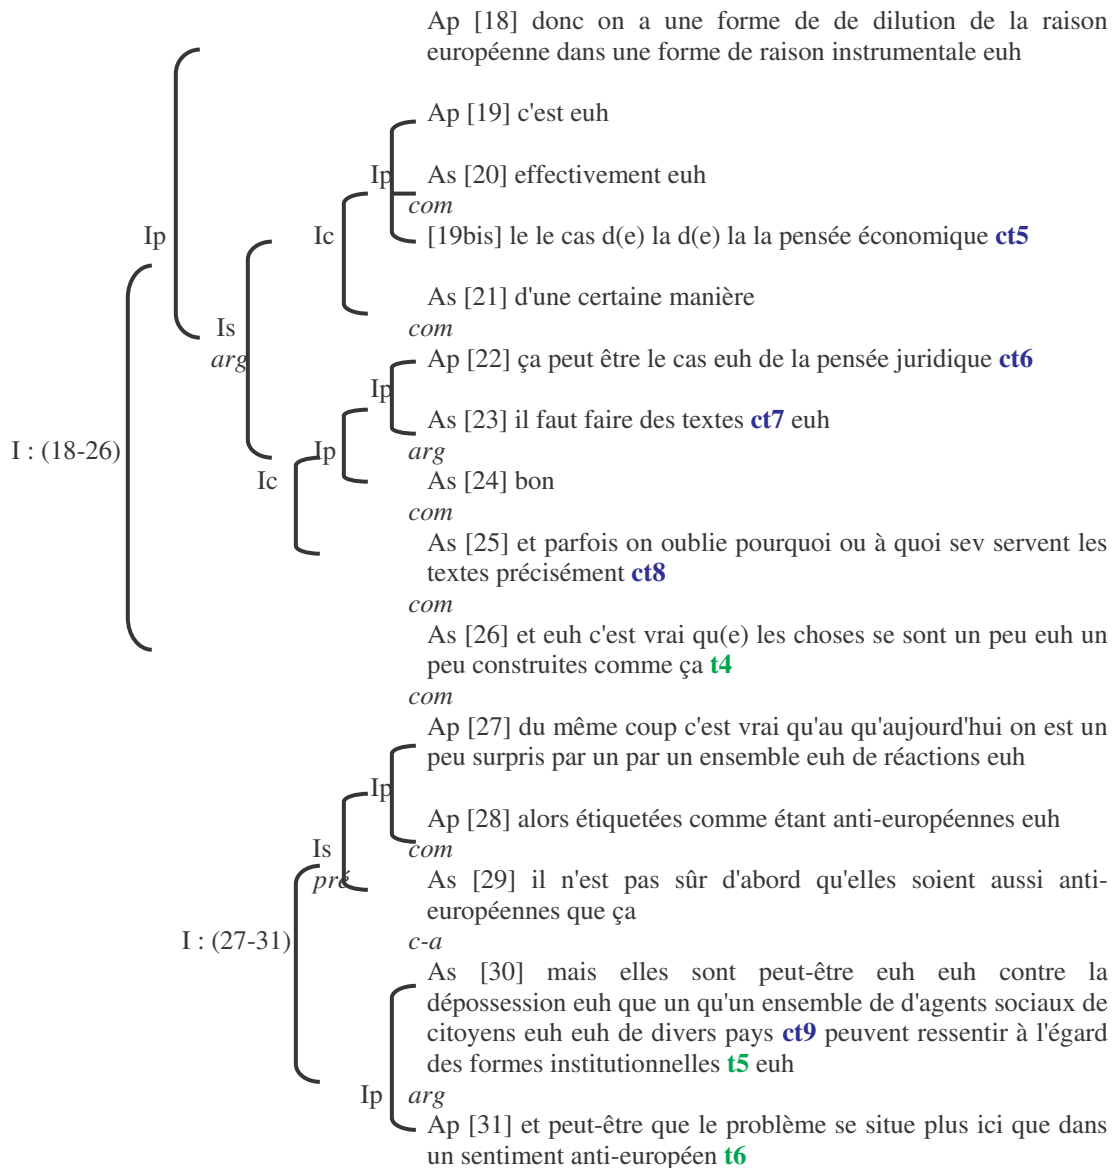 Ap [18] donc on a une forme de de dilution de la raison
européenne dans une forme de raison instrumentale euh
Ap [19] c'est euh
Ip
As [20] effectivement euh
com
Ip
Ic
[19bis] le le cas d(e) la d(e) la la pensée économique ct5
As [21] d'une certaine manière
Is
com
arg
Ap [22] ça peut être le cas euh de la pensée juridique ct6
Ip
As [23] il faut faire des textes ct7 euh
I : (18-26)
Ip
arg
Ic
As [24] bon
com
As [25] et parfois on oublie pourquoi ou à quoi sev servent les
textes précisément ct8
com
As [26] et euh c'est vrai qu(e) les choses se sont un peu euh un
peu construites comme ça t4
com
Ap [27] du même coup c'est vrai qu'au qu'aujourd'hui on est un
peu surpris par un par un ensemble euh de réactions euh
Ip
Ap [28] alors étiquetées comme étant anti-européennes euh
Is
com
pré
As [29] il n'est pas sûr d'abord qu'elles soient aussi anti-
européennes que ça
I : (27-31)
c-a
As [30] mais elles sont peut-être euh euh contre la
dépossession euh que un qu'un ensemble de d'agents sociaux de
citoyens euh euh de divers pays ct9 peuvent ressentir à l'égard
des formes institutionnelles t5 euh
Ip
arg
Ap [31] et peut-être que le problème se situe plus ici que dans
un sentiment anti-européen t6